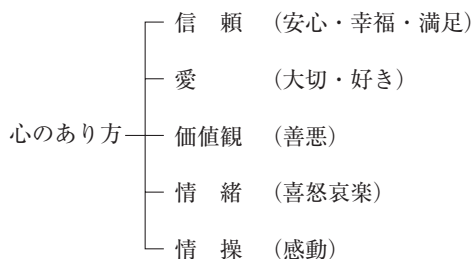 信　頼　（安心・幸福・満足）
愛　（大切・好き）
心のあり方　価値観　（善悪）
情　緒　（喜怒哀楽）
情　操　（感動）